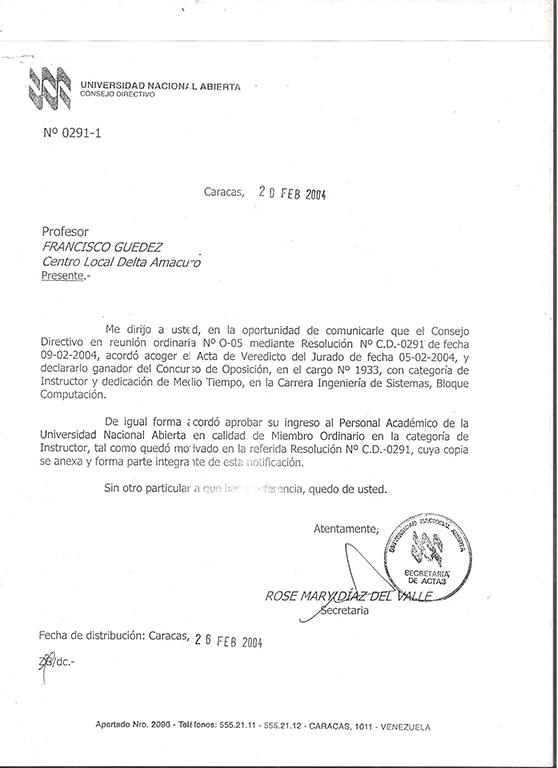 UNIVERSIDAD NACIONAL ABIERTA
CONSEJO DIRECTIVO
Nº 0291-1
Caracas, 20 FEB 2004
Profesor
FRANCISCO GUEDEZ
Centro Local Delta Amacuro
Presente.-
Me dirijo a usted, en la oportunidad de comunicarle que el Consejo
Directivo en reunión ordinaria Nº O-05 mediante Resolución Nº C.D.-0291 de fecha
09-02-2004, acordó acoger el Acta de Veredicto del Jurado de fecha 05-02-2004, y
declararlo ganador del Concurso de Oposición, en el cargo Nº 1933, con categoría de
Instructor y dedicación de Medio Tiempo, en la Carrera Ingeniería de Sistemas, Bloque
Computación.
De igual forma acordó aprobar su ingreso al Personal Académico de la
Universidad Nacional Abierta en calidad de Miembro Ordinario en la categoría de
Instructor, tal como quedó motivado en la referida Resolución Nº C.D.-0291, cuya copia
se anexa y forma parte integrante de esta notificación.
Sin otro particular a que hacer referencia, quedo de usted.
Atentamente,
UNIVERSIDAD NACIONAL ABIERTA
SECRETARIA
DE ACTAS
ROSE MARY DÍAZ DEL VALLE
Secretaria
Fecha de distribución: Caracas, 26 FEB 2004
/dc.-
Apartado Nro. 2096 - Teléfonos: 555.21.11 - 555.21.12 - CARACAS, 1011 - VENEZUELA